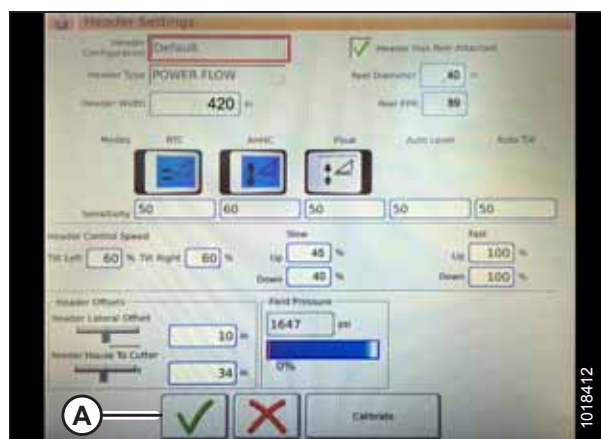 Header Settings
Header Configuration Default
Header Has Reel Attached
Header Type POWER FLOW
Reel Diameter 40 in
Header Width 420 in
Reel PPR 89
Modes RTC AHHC Float Auto Level Auto Tilt
Sensitivity 50 60 50 50 50
Header Control Speed
Slow
Fast
Tilt Left 60 % Tilt Right 60 %
Up 45 %
Up 100 %
Down 40 %
Down 100 %
Header Offsets
Field Pressure
Header Lateral Offset
10 in
1647 psi
Feeder House To Cutter
34 in
0%
A
Calibrate
1018412